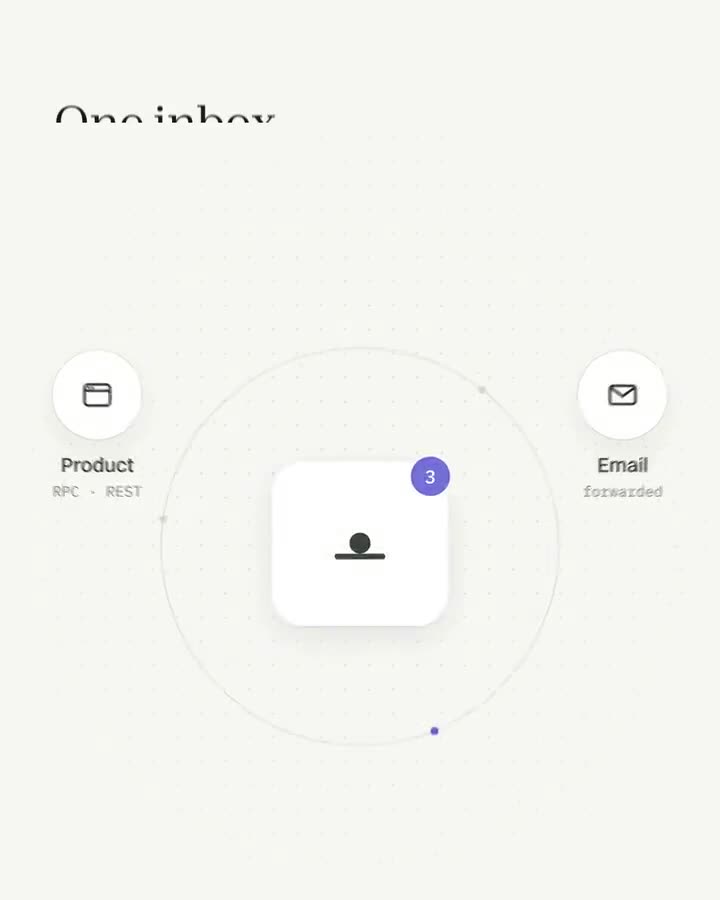 One inbox
3
Product
RPC · REST
Email
forwarded